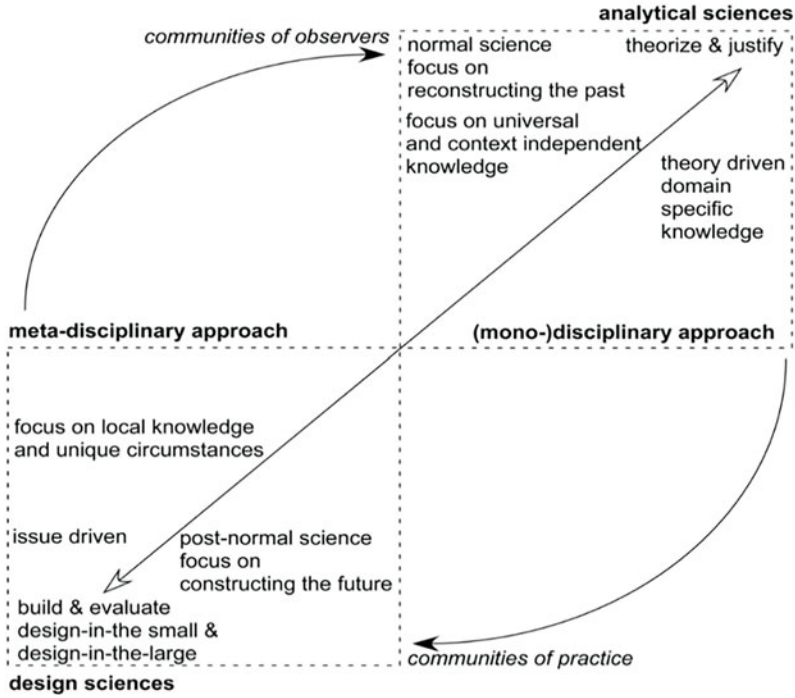 analytical sciences
communities of observers
normal science
focus on
reconstructing the past
theorize & justify
focus on universal
and context independent
knowledge
theory driven
domain
specific
knowledge
meta-disciplinary approach
(mono-)disciplinary approach
focus on local knowledge
and unique circumstances
issue driven
post-normal science
focus on
constructing the future
build & evaluate
design-in-the small &
design-in-the-large
communities of practice
design sciences